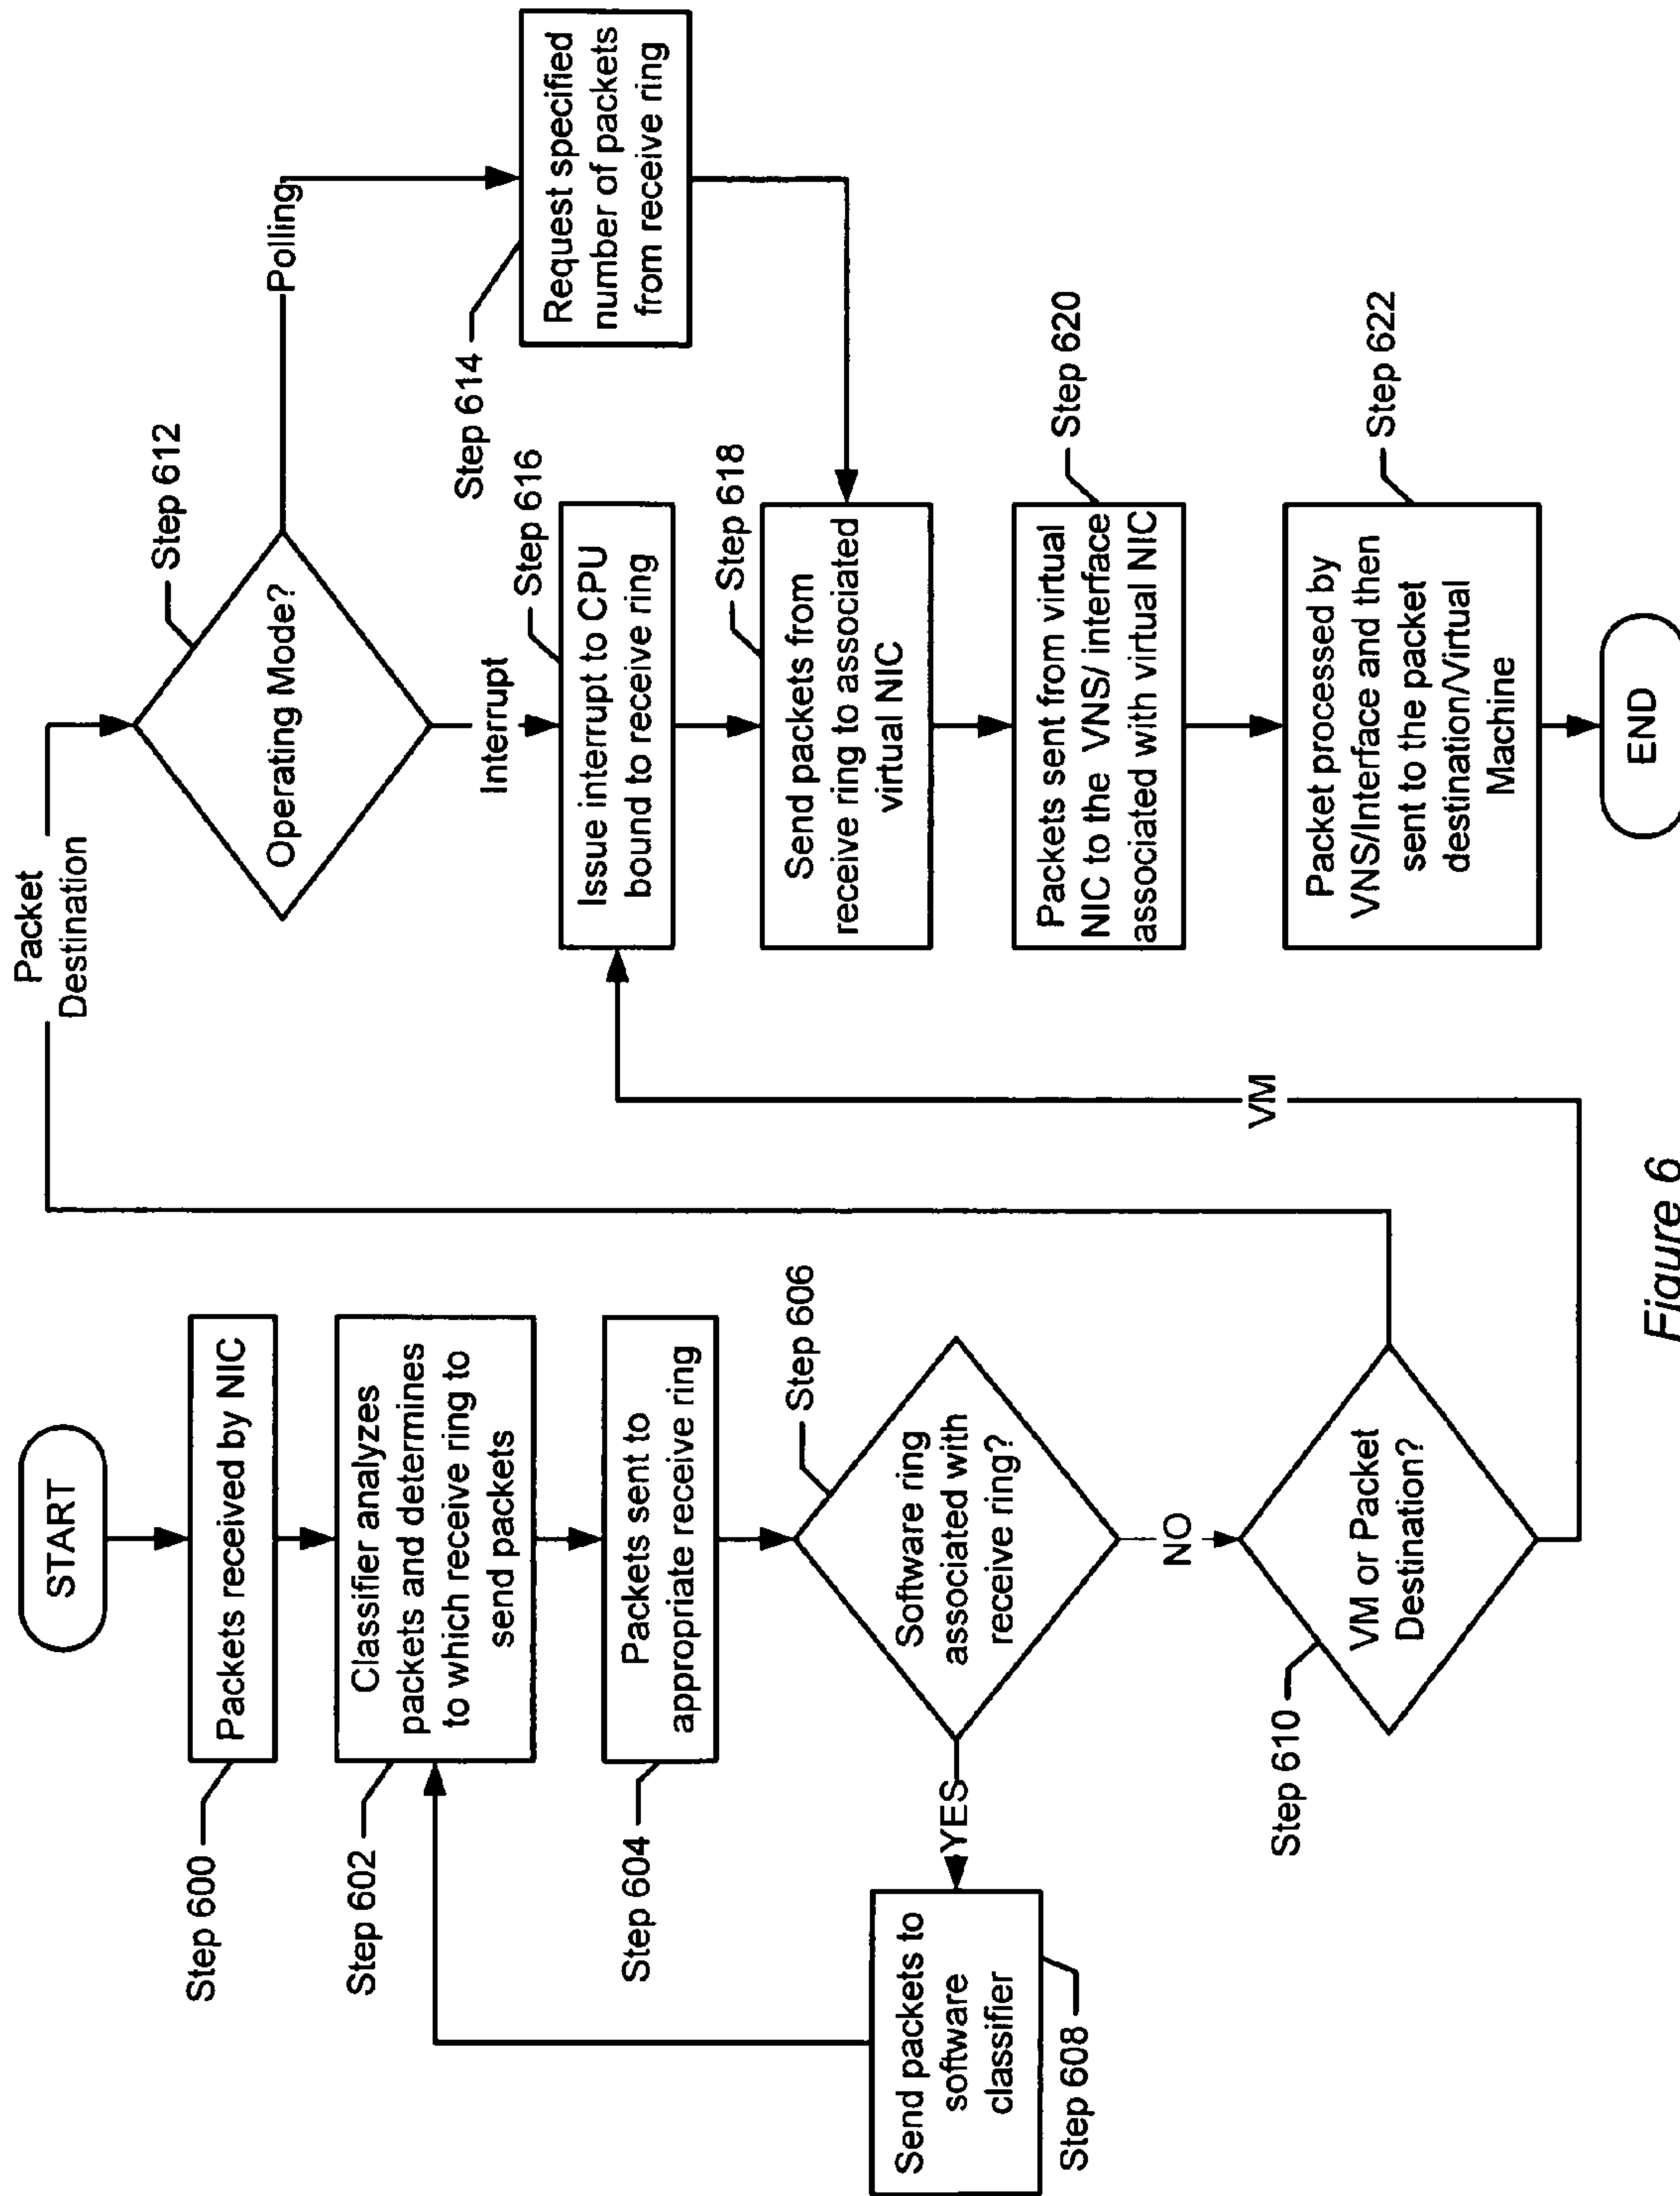 START
Step 600
Packets received by NIC
Step 602
Classifier analyzes
packets and determines
to which receive ring to
send packets
Step 604
Packets sent to
appropriate receive ring
Step 606
Software ring
associated with
receive ring?
YES
NO
Send packets to
software
classifier
Step 608
Step 610
VM or Packet
Destination?
VM
Packet
Destination
Step 612
Operating Mode?
Polling
Interrupt
Step 614
Request specified
number of packets
from receive ring
Step 616
Issue interrupt to CPU
bound to receive ring
Step 618
Send packets from
receive ring to associated
virtual NIC
Step 620
Packets sent from virtual
NIC to the VNS/ interface
associated with virtual NIC
Step 622
Packet processed by
VNS/Interface and then
sent to the packet
destination/Virtual
Machine
END
Figure 6